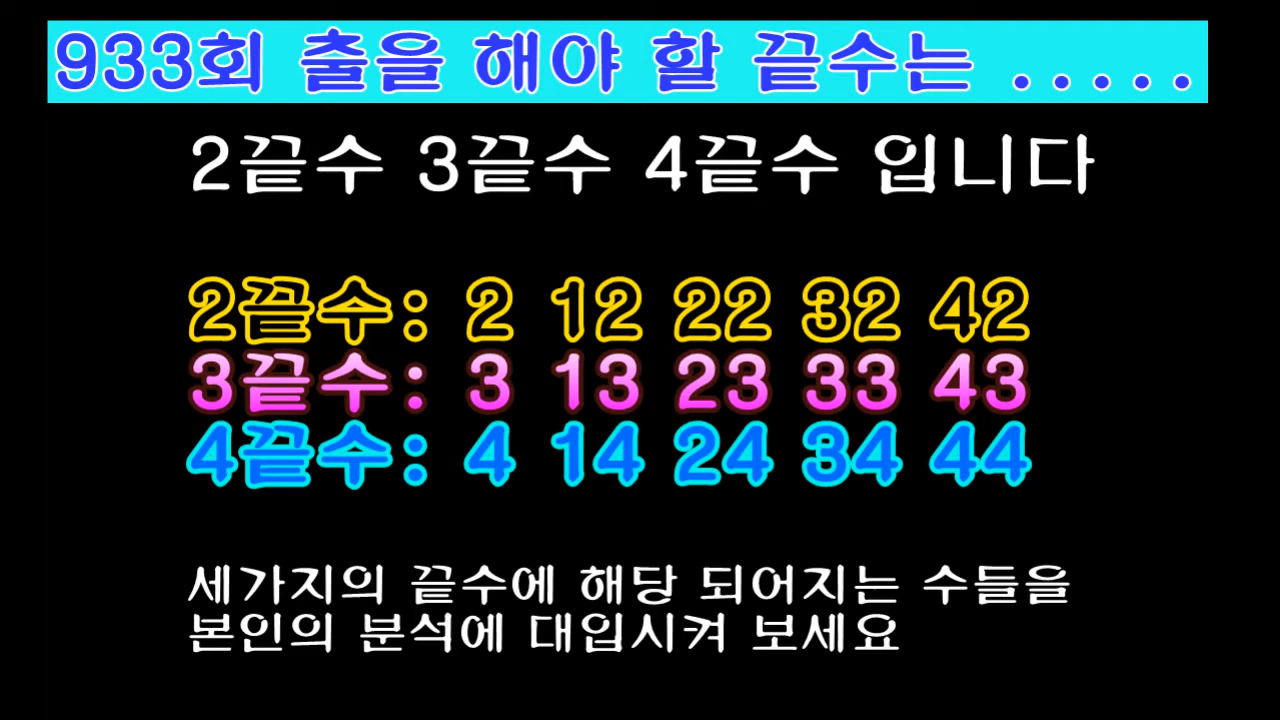 933회 출을 해야 할 끝수는 .....
2끝수 3끝수 4끝수 입니다
2끝수: 2 12 22 32 42
3끝수: 3 13 23 33 43
4끝수: 4 14 24 34 44
세가지의 끝수에 해당 되어지는 수들을
본인의 분석에 대입시켜 보세요